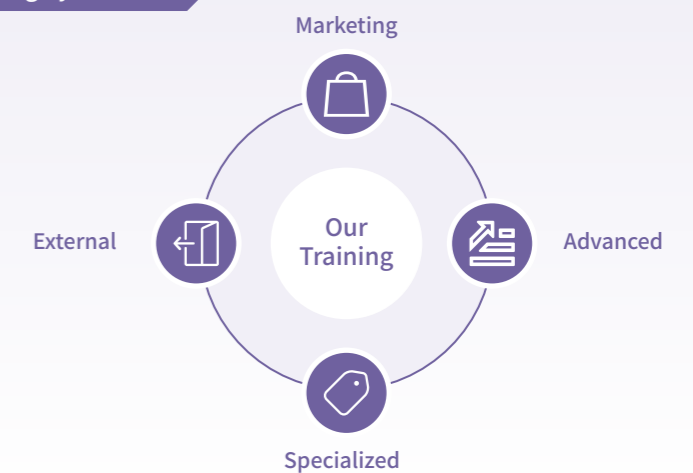 Marketing
External
Our
Training
Advanced
Specialized